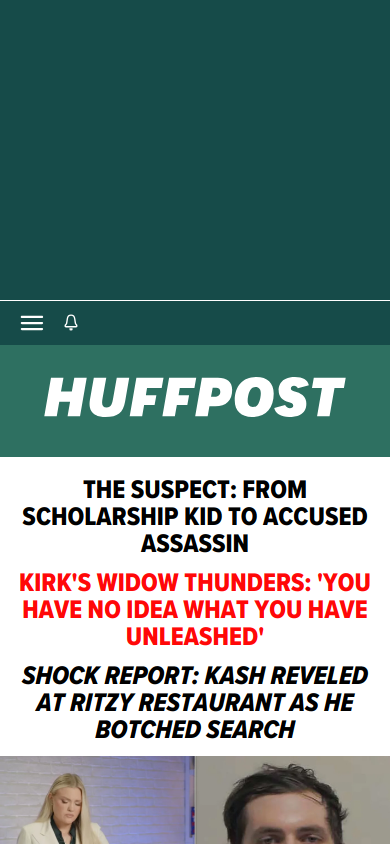 HUFFPOST
THE SUSPECT: FROM
SCHOLARSHIP KID TO ACCUSED
ASSASSIN
KIRK'S WIDOW THUNDERS: 'YOU
HAVE NO IDEA WHAT YOU HAVE
UNLEASHED'
SHOCK REPORT: KASH REVELED
AT RITZY RESTAURANT AS HE
BOTCHED SEARCH